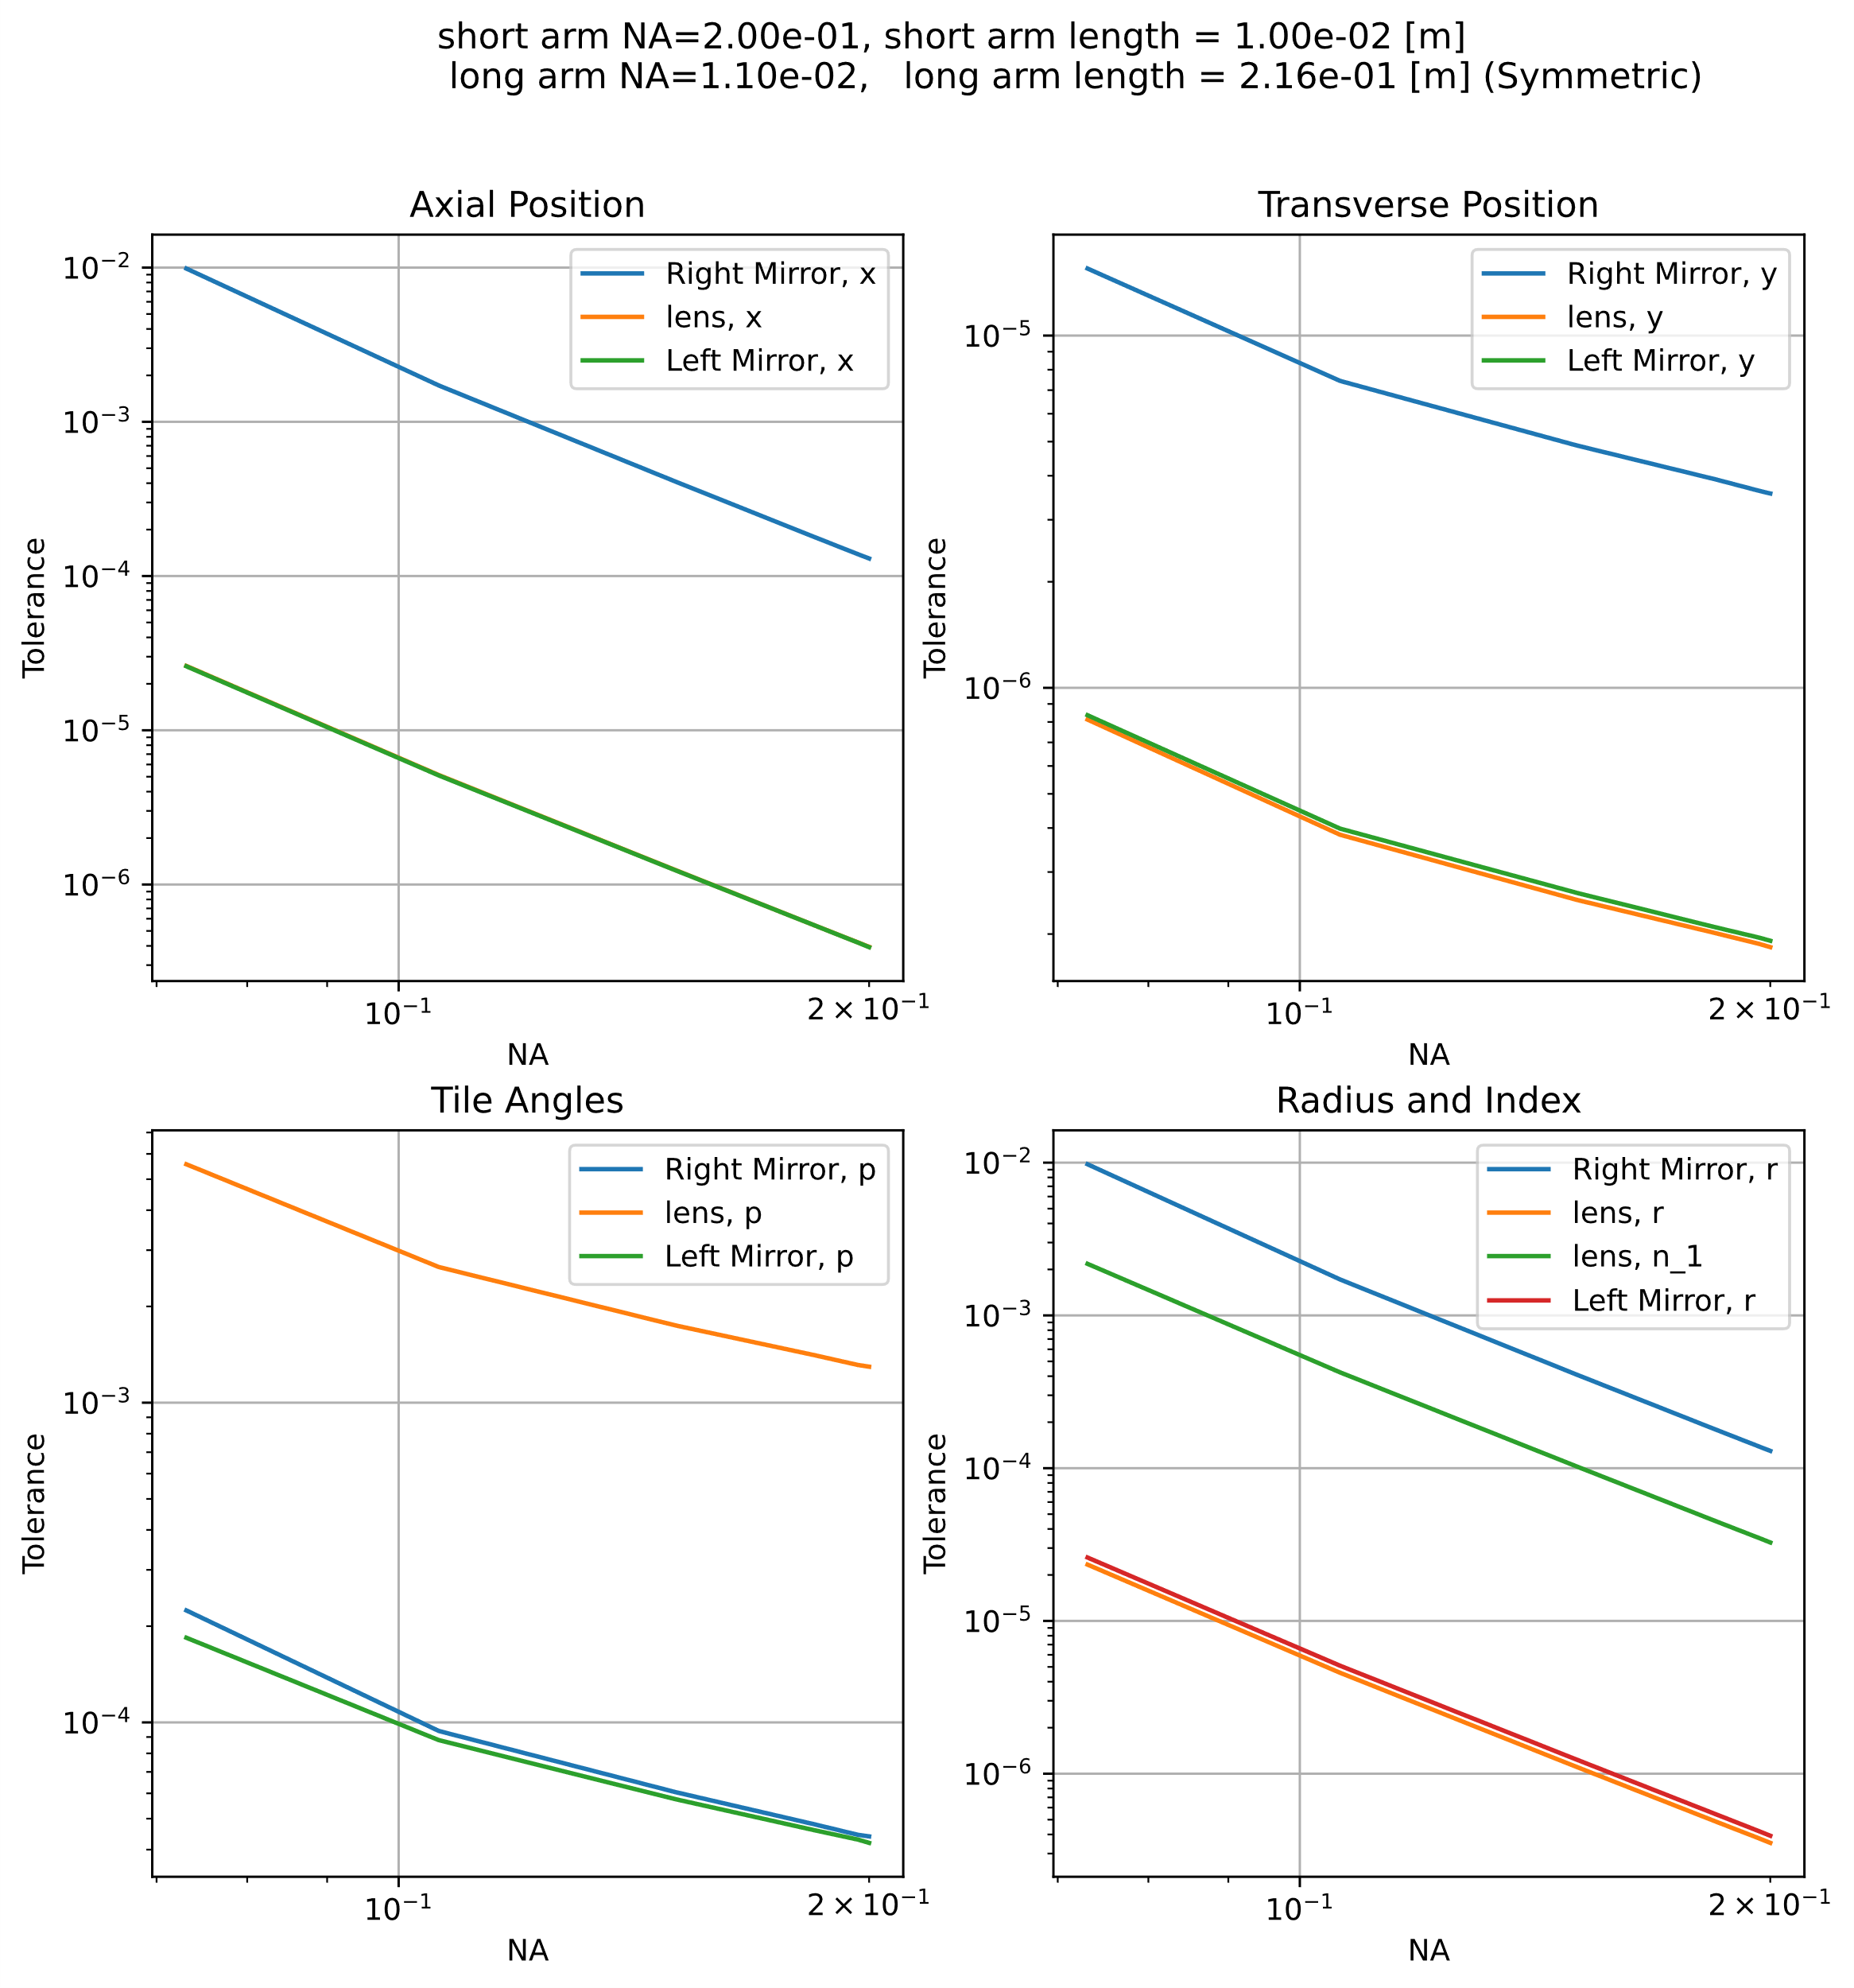 short arm NA=2.00e-01, short arm length = 1.00e-02 [m]
long arm NA=1.10e-02,   long arm length = 2.16e-01 [m] (Symmetric)
Axial Position
Right Mirror, x
lens, x
Left Mirror, x
Tolerance
10⁻²
10⁻³
10⁻⁴
10⁻⁵
10⁻⁶
10⁻¹
2 × 10⁻¹
NA
Transverse Position
Right Mirror, y
lens, y
Left Mirror, y
Tolerance
10⁻⁵
10⁻⁶
10⁻¹
2 × 10⁻¹
NA
Tile Angles
Right Mirror, p
lens, p
Left Mirror, p
Tolerance
10⁻³
10⁻⁴
10⁻¹
2 × 10⁻¹
NA
Radius and Index
Right Mirror, r
lens, r
lens, n_1
Left Mirror, r
Tolerance
10⁻²
10⁻³
10⁻⁴
10⁻⁵
10⁻⁶
10⁻¹
2 × 10⁻¹
NA